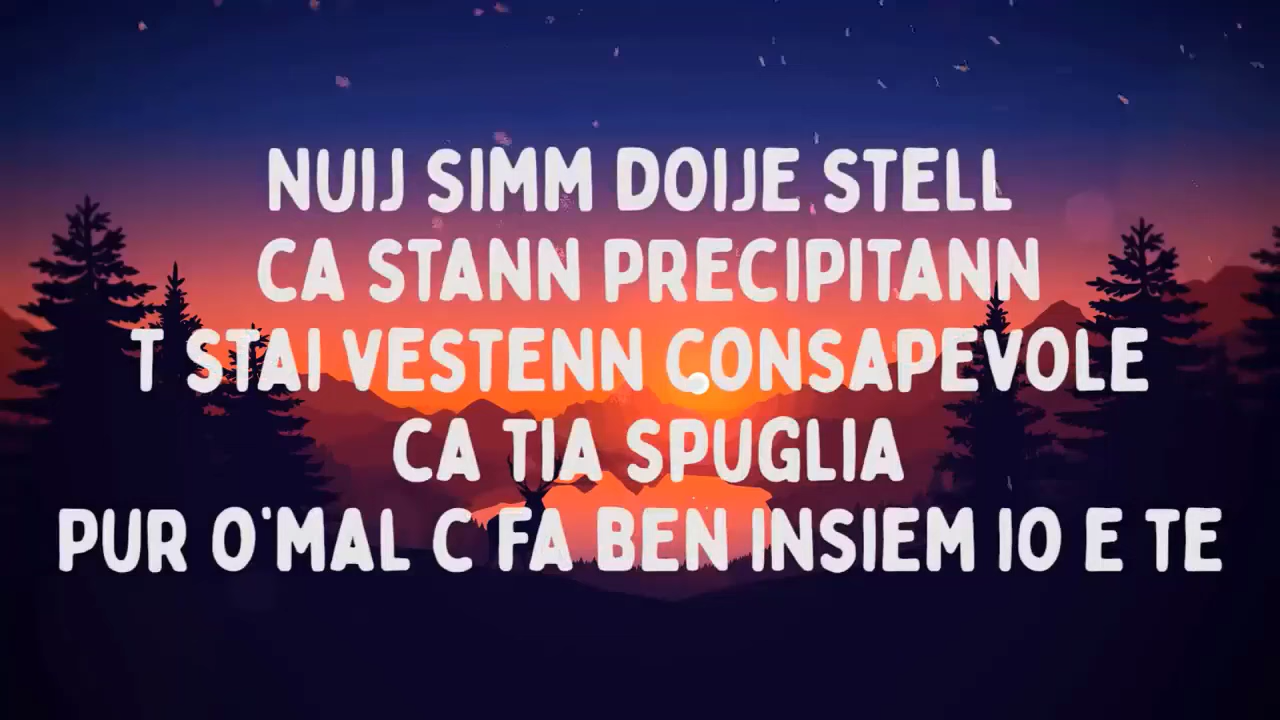 NUIJ SIMM DOIJE STELL
CA STANN PRECIPITANN
T STAI VESTENN CONSAPEVOLE
CA TIA SPUGLIA
PUR O'MAL C FA BEN INSIEM IO E TE